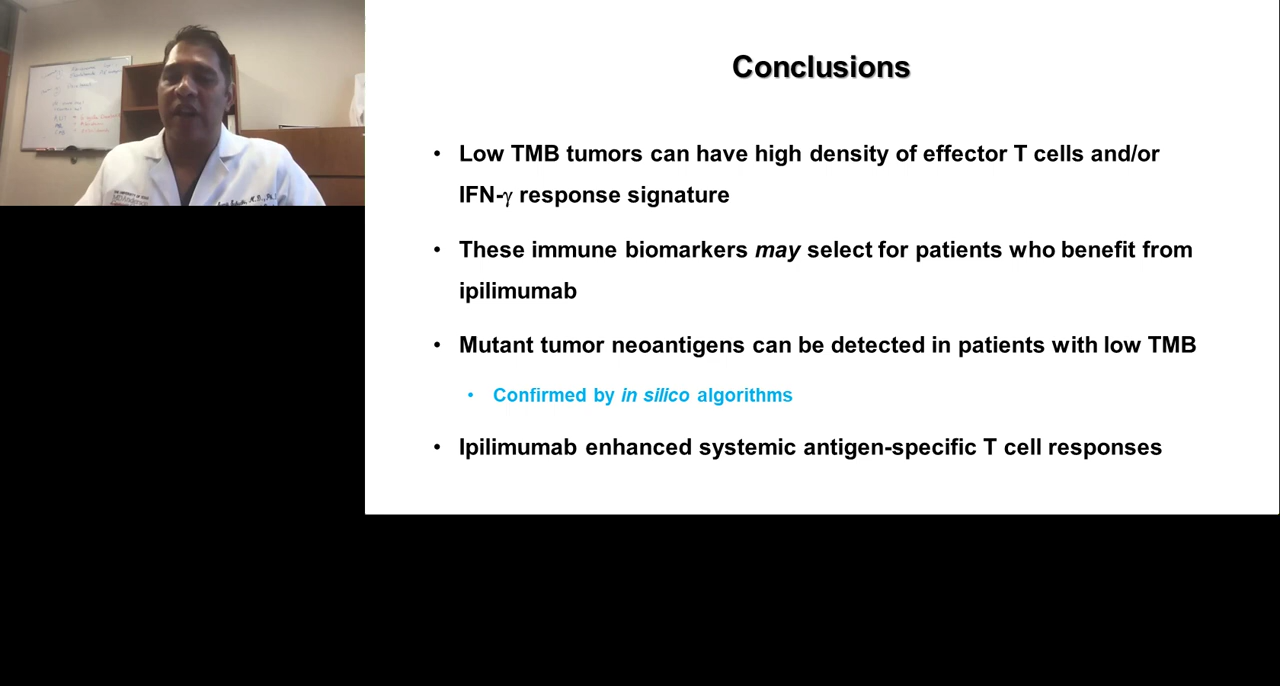 Conclusions
• Low TMB tumors can have high density of effector T cells and/or
IFN-γ response signature
• These immune biomarkers may select for patients who benefit from
ipilimumab
• Mutant tumor neoantigens can be detected in patients with low TMB
• Confirmed by in silico algorithms
• Ipilimumab enhanced systemic antigen-specific T cell responses